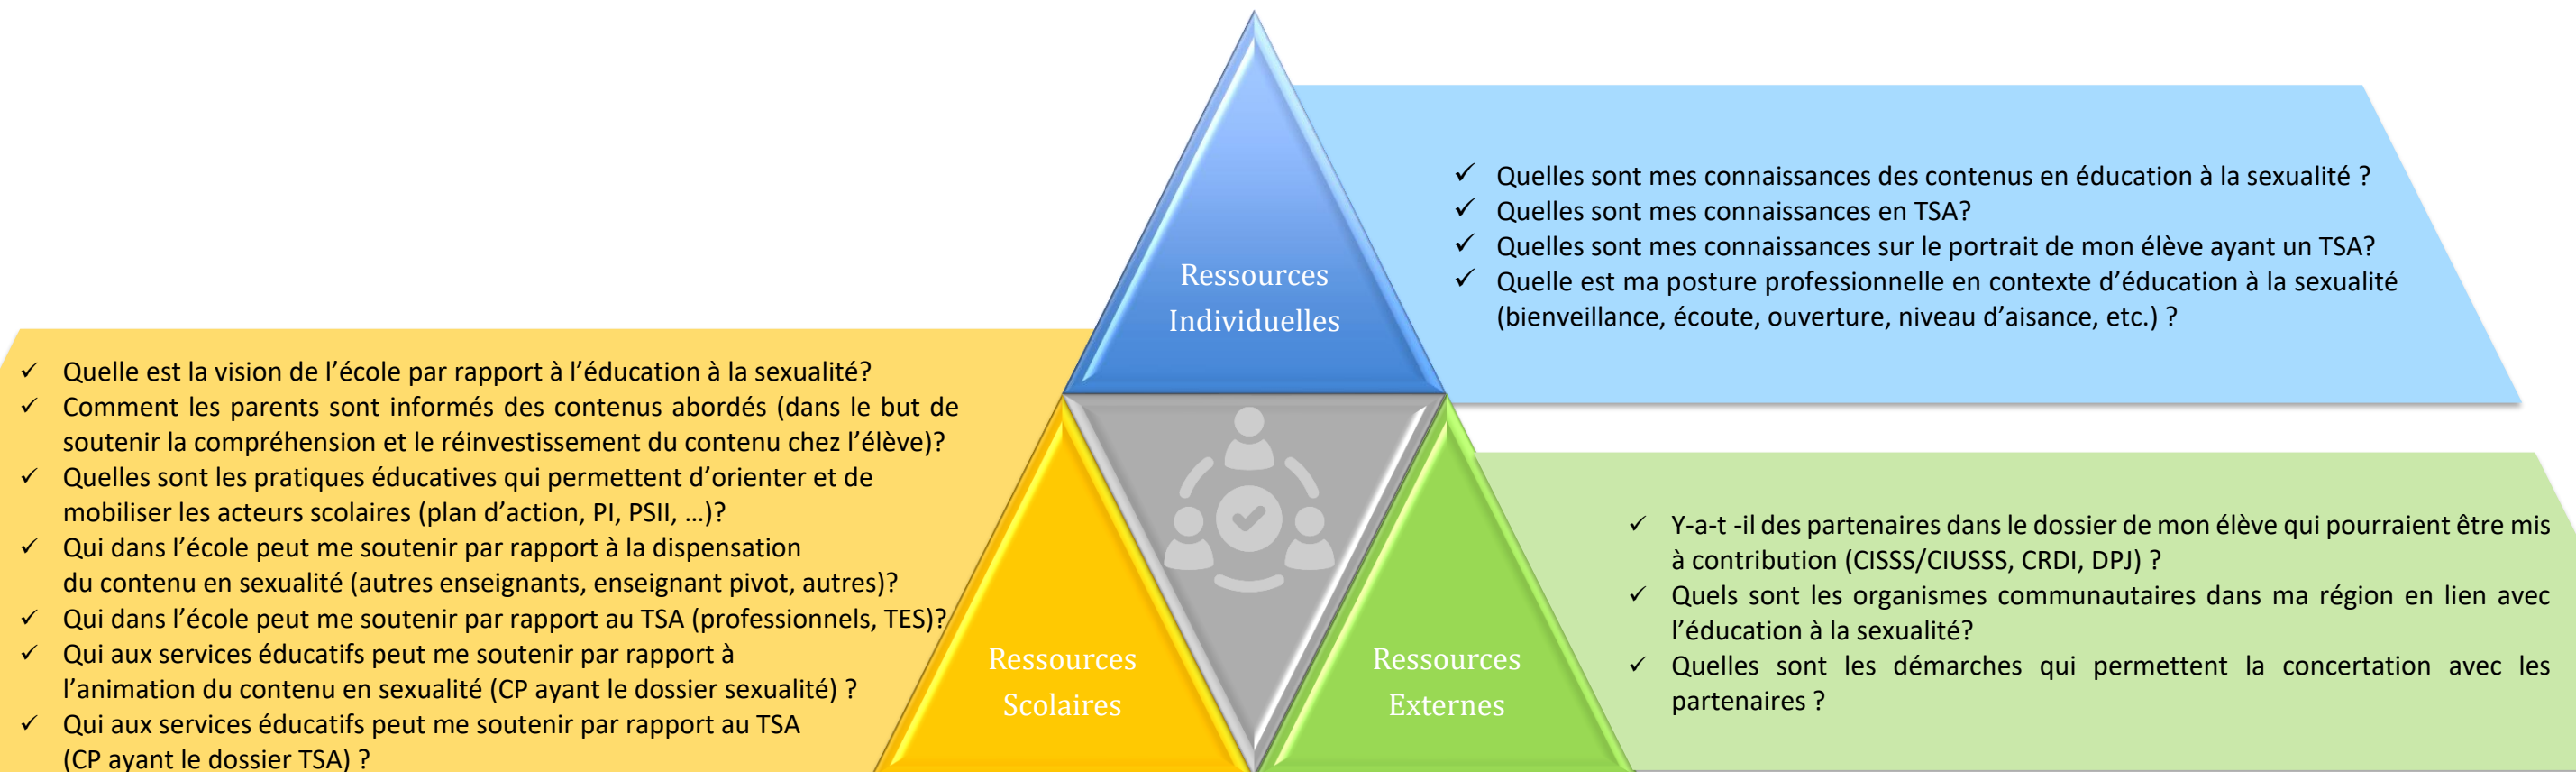 Ressources
Individuelles
✓ Quelles sont mes connaissances des contenus en éducation à la sexualité ?
✓ Quelles sont mes connaissances en TSA?
✓ Quelles sont mes connaissances sur le portrait de mon élève ayant un TSA?
✓ Quelle est ma posture professionnelle en contexte d’éducation à la sexualité
(bienveillance, écoute, ouverture, niveau d’aisance, etc.) ?
✓ Quelle est la vision de l’école par rapport à l’éducation à la sexualité?
✓ Comment les parents sont informés des contenus abordés (dans le but de
soutenir la compréhension et le réinvestissement du contenu chez l’élève)?
✓ Quelles sont les pratiques éducatives qui permettent d’orienter et de
mobiliser les acteurs scolaires (plan d’action, PI, PSII, …)?
✓ Qui dans l’école peut me soutenir par rapport à la dispensation
du contenu en sexualité (autres enseignants, enseignant pivot, autres)?
✓ Qui dans l’école peut me soutenir par rapport au TSA (professionnels, TES)?
✓ Qui aux services éducatifs peut me soutenir par rapport à
l’animation du contenu en sexualité (CP ayant le dossier sexualité) ?
✓ Qui aux services éducatifs peut me soutenir par rapport au TSA
(CP ayant le dossier TSA) ?
Ressources
Scolaires
Ressources
Externes
✓ Y-a-t -il des partenaires dans le dossier de mon élève qui pourraient être mis
à contribution (CISSS/CIUSSS, CRDI, DPJ) ?
✓ Quels sont les organismes communautaires dans ma région en lien avec
l’éducation à la sexualité?
✓ Quelles sont les démarches qui permettent la concertation avec les
partenaires ?